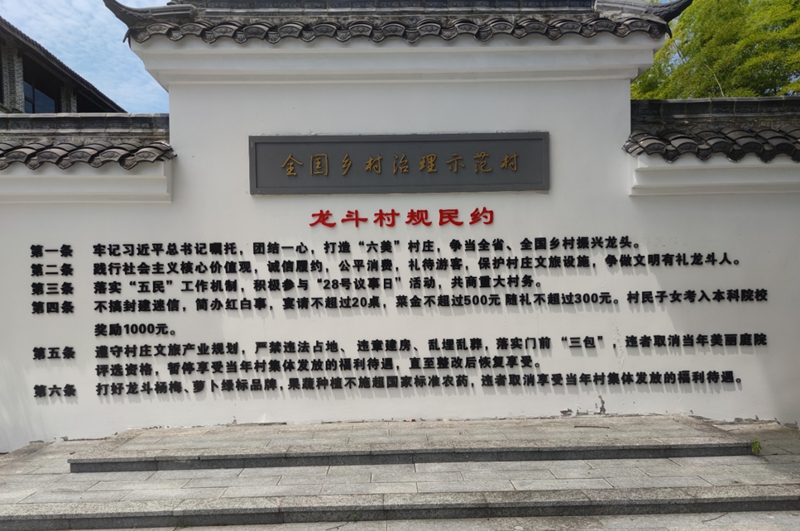 全国乡村治理示范村
龙斗村规民约
第一条 牢记习近平总书记嘱托，团结一心，打造“六美”村庄，争当全省、全国乡村振兴龙头。
第二条 践行社会主义核心价值观，诚信履约，公平消费，礼待游客，保护村庄文旅设施，争做文明有礼龙斗人。
第三条 落实“五民”工作机制，积极参与“28号议事日”活动，共商重大村务。
第四条 不搞封建迷信，简办红白事，宴请不超过20桌，菜金不超过500元 随礼不超过300元。村民子女考入本科院校
奖励1000元。
第五条 遵守村庄文旅产业规划，严禁违法占地、违章建房、乱埋乱葬，落实门前“三包”，违者取消当年美丽庭院
评选资格，暂停享受当年村集体发放的福利待遇，直至整改后恢复享受。
第六条 打好龙斗杨梅、萝卜绿标品牌，果蔬种植不施超国家标准农药，违者取消享受当年村集体发放的福利待遇。